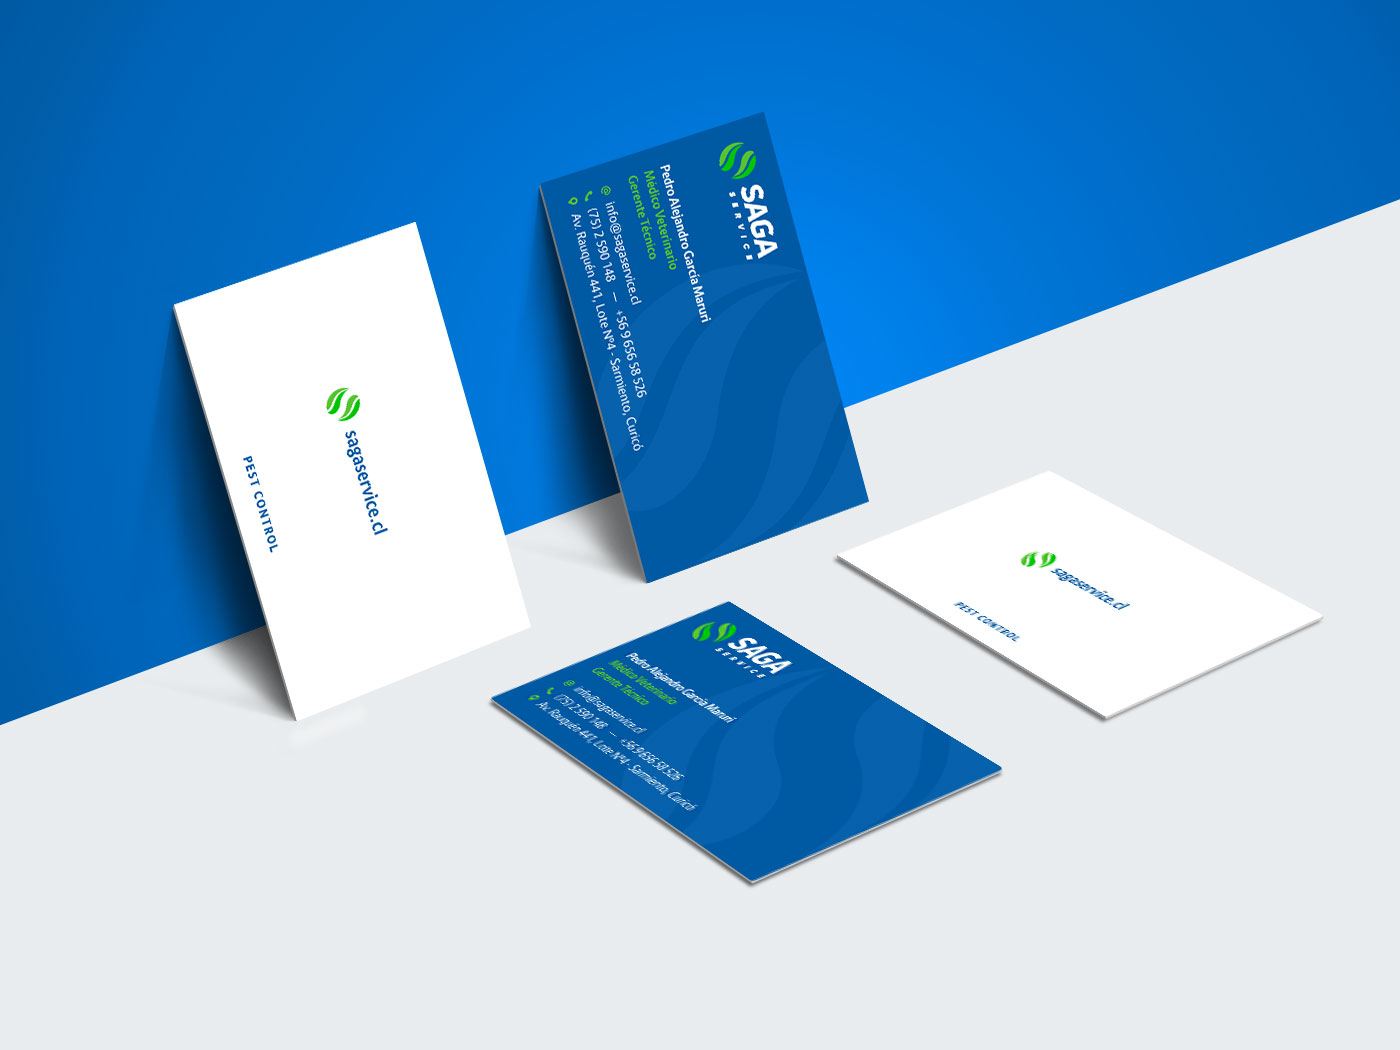 sagaservice.cl
PEST CONTROL
SAGA
SERVICE
Pedro Alejandro García Maruri
Médico Veterinario
Gerente Técnico
info@sagaservice.cl
(75) 2 590 148 — +56 9 656 58 526
Av. Rauquén 441, Lote Nº4 - Sarmiento, Curicó
SAGA
SERVICE
Pedro Alejandro García Maruri
Médico Veterinario
Gerente Técnico
info@sagaservice.cl
(75) 2 590 148 — +56 9 656 58 526
Av. Rauquén 441, Lote Nº4 - Sarmiento, Curicó
sagaservice.cl
PEST CONTROL